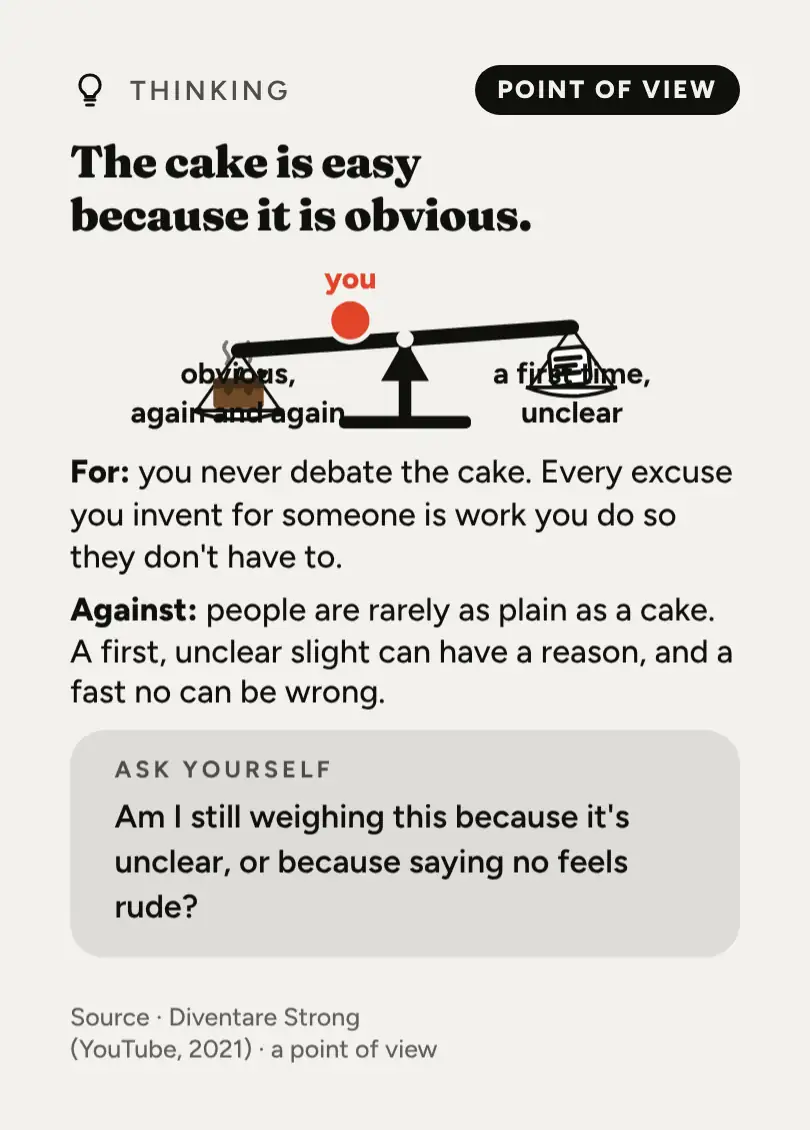 THINKING
POINT OF VIEW
The cake is easy
because it is obvious.
you
obvious,
again and again
a first time,
unclear
For: you never debate the cake. Every excuse
you invent for someone is work you do so
they don't have to.
Against: people are rarely as plain as a cake.
A first, unclear slight can have a reason, and a
fast no can be wrong.
ASK YOURSELF
Am I still weighing this because it's
unclear, or because saying no feels
rude?
Source · Diventare Strong
(YouTube, 2021) · a point of view